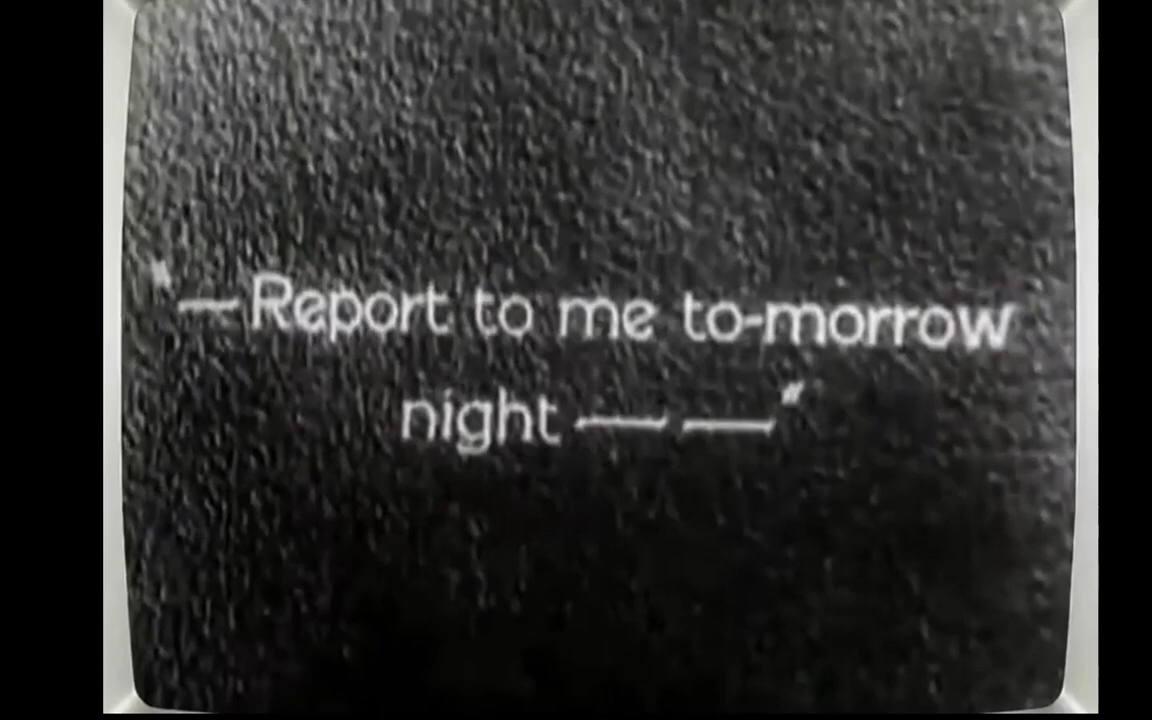 "—Report to me to-morrow
night — —"